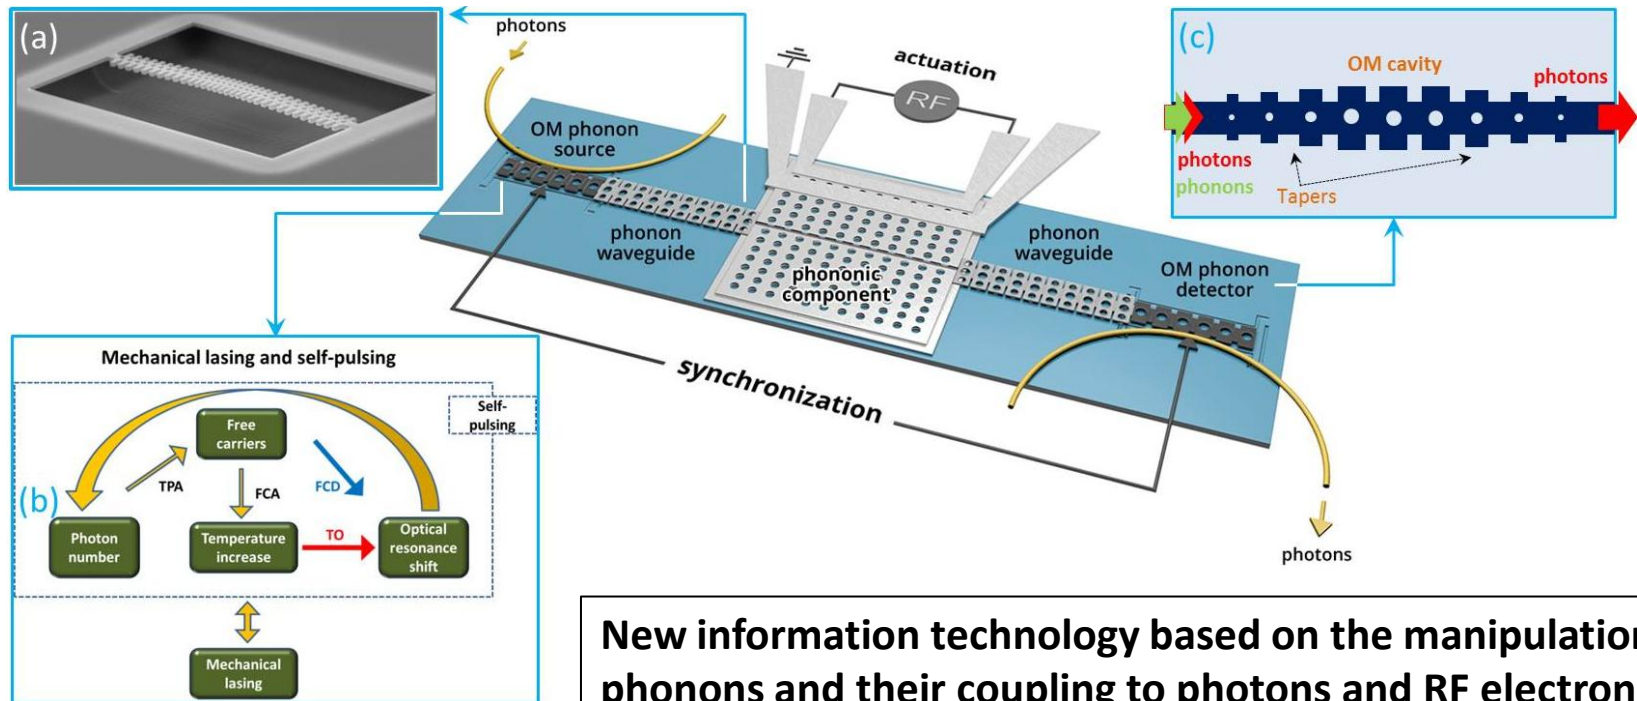 (a)
photons
actuation
RF
OM phonon
source
phonon
waveguide
phononic
component
phonon
waveguide
OM phonon
detector
synchronization
photons
(c)
OM cavity
photons
photons
phonons
Tapers
Mechanical lasing and self-pulsing
Self-
pulsing
Free
carriers
TPA
FCA
FCD
(b)
Photon
number
Temperature
increase
TO
Optical
resonance
shift
Mechanical
lasing
New information technology based on the manipulation
phonons and their coupling to photons and RF electron